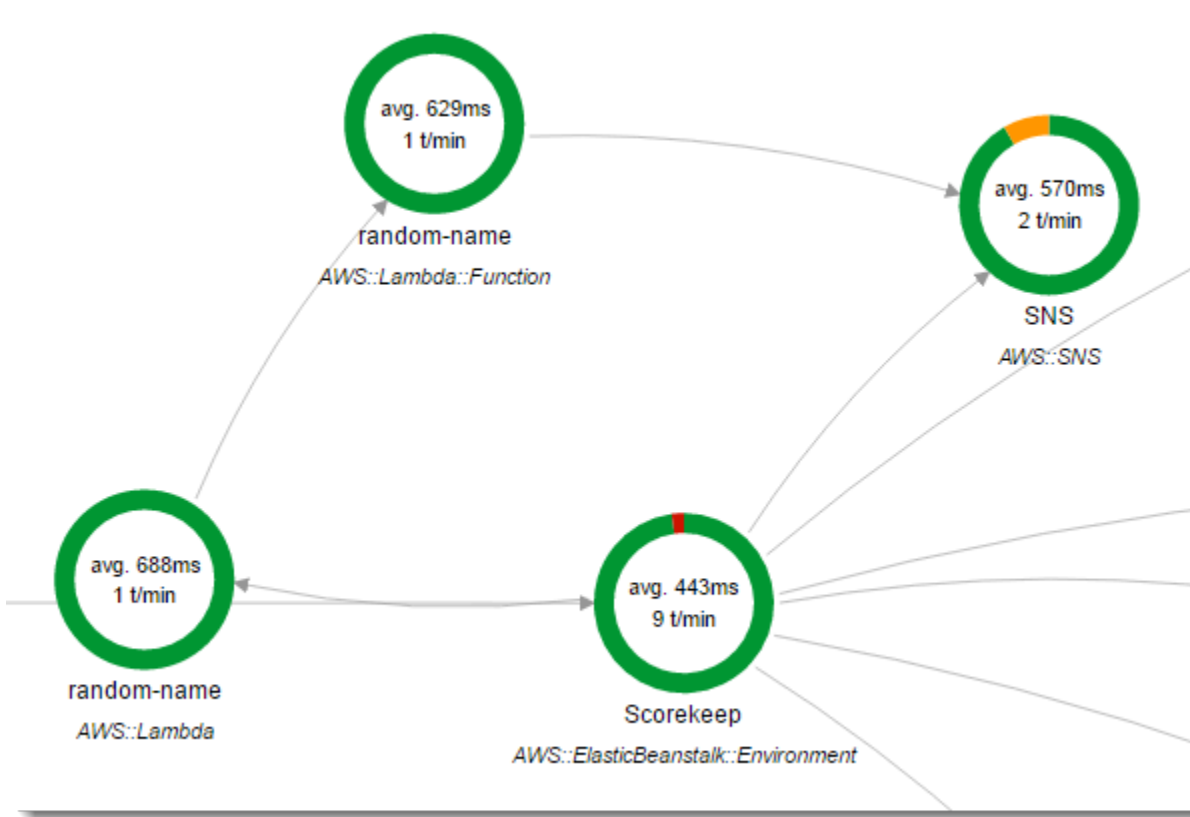 avg. 629ms
1 t/min
random-name
AWS::Lambda::Function
avg. 570ms
2 t/min
SNS
AWS::SNS
avg. 688ms
1 t/min
random-name
AWS::Lambda
avg. 443ms
9 t/min
Scorekeep
AWS::ElasticBeanstalk::Environment